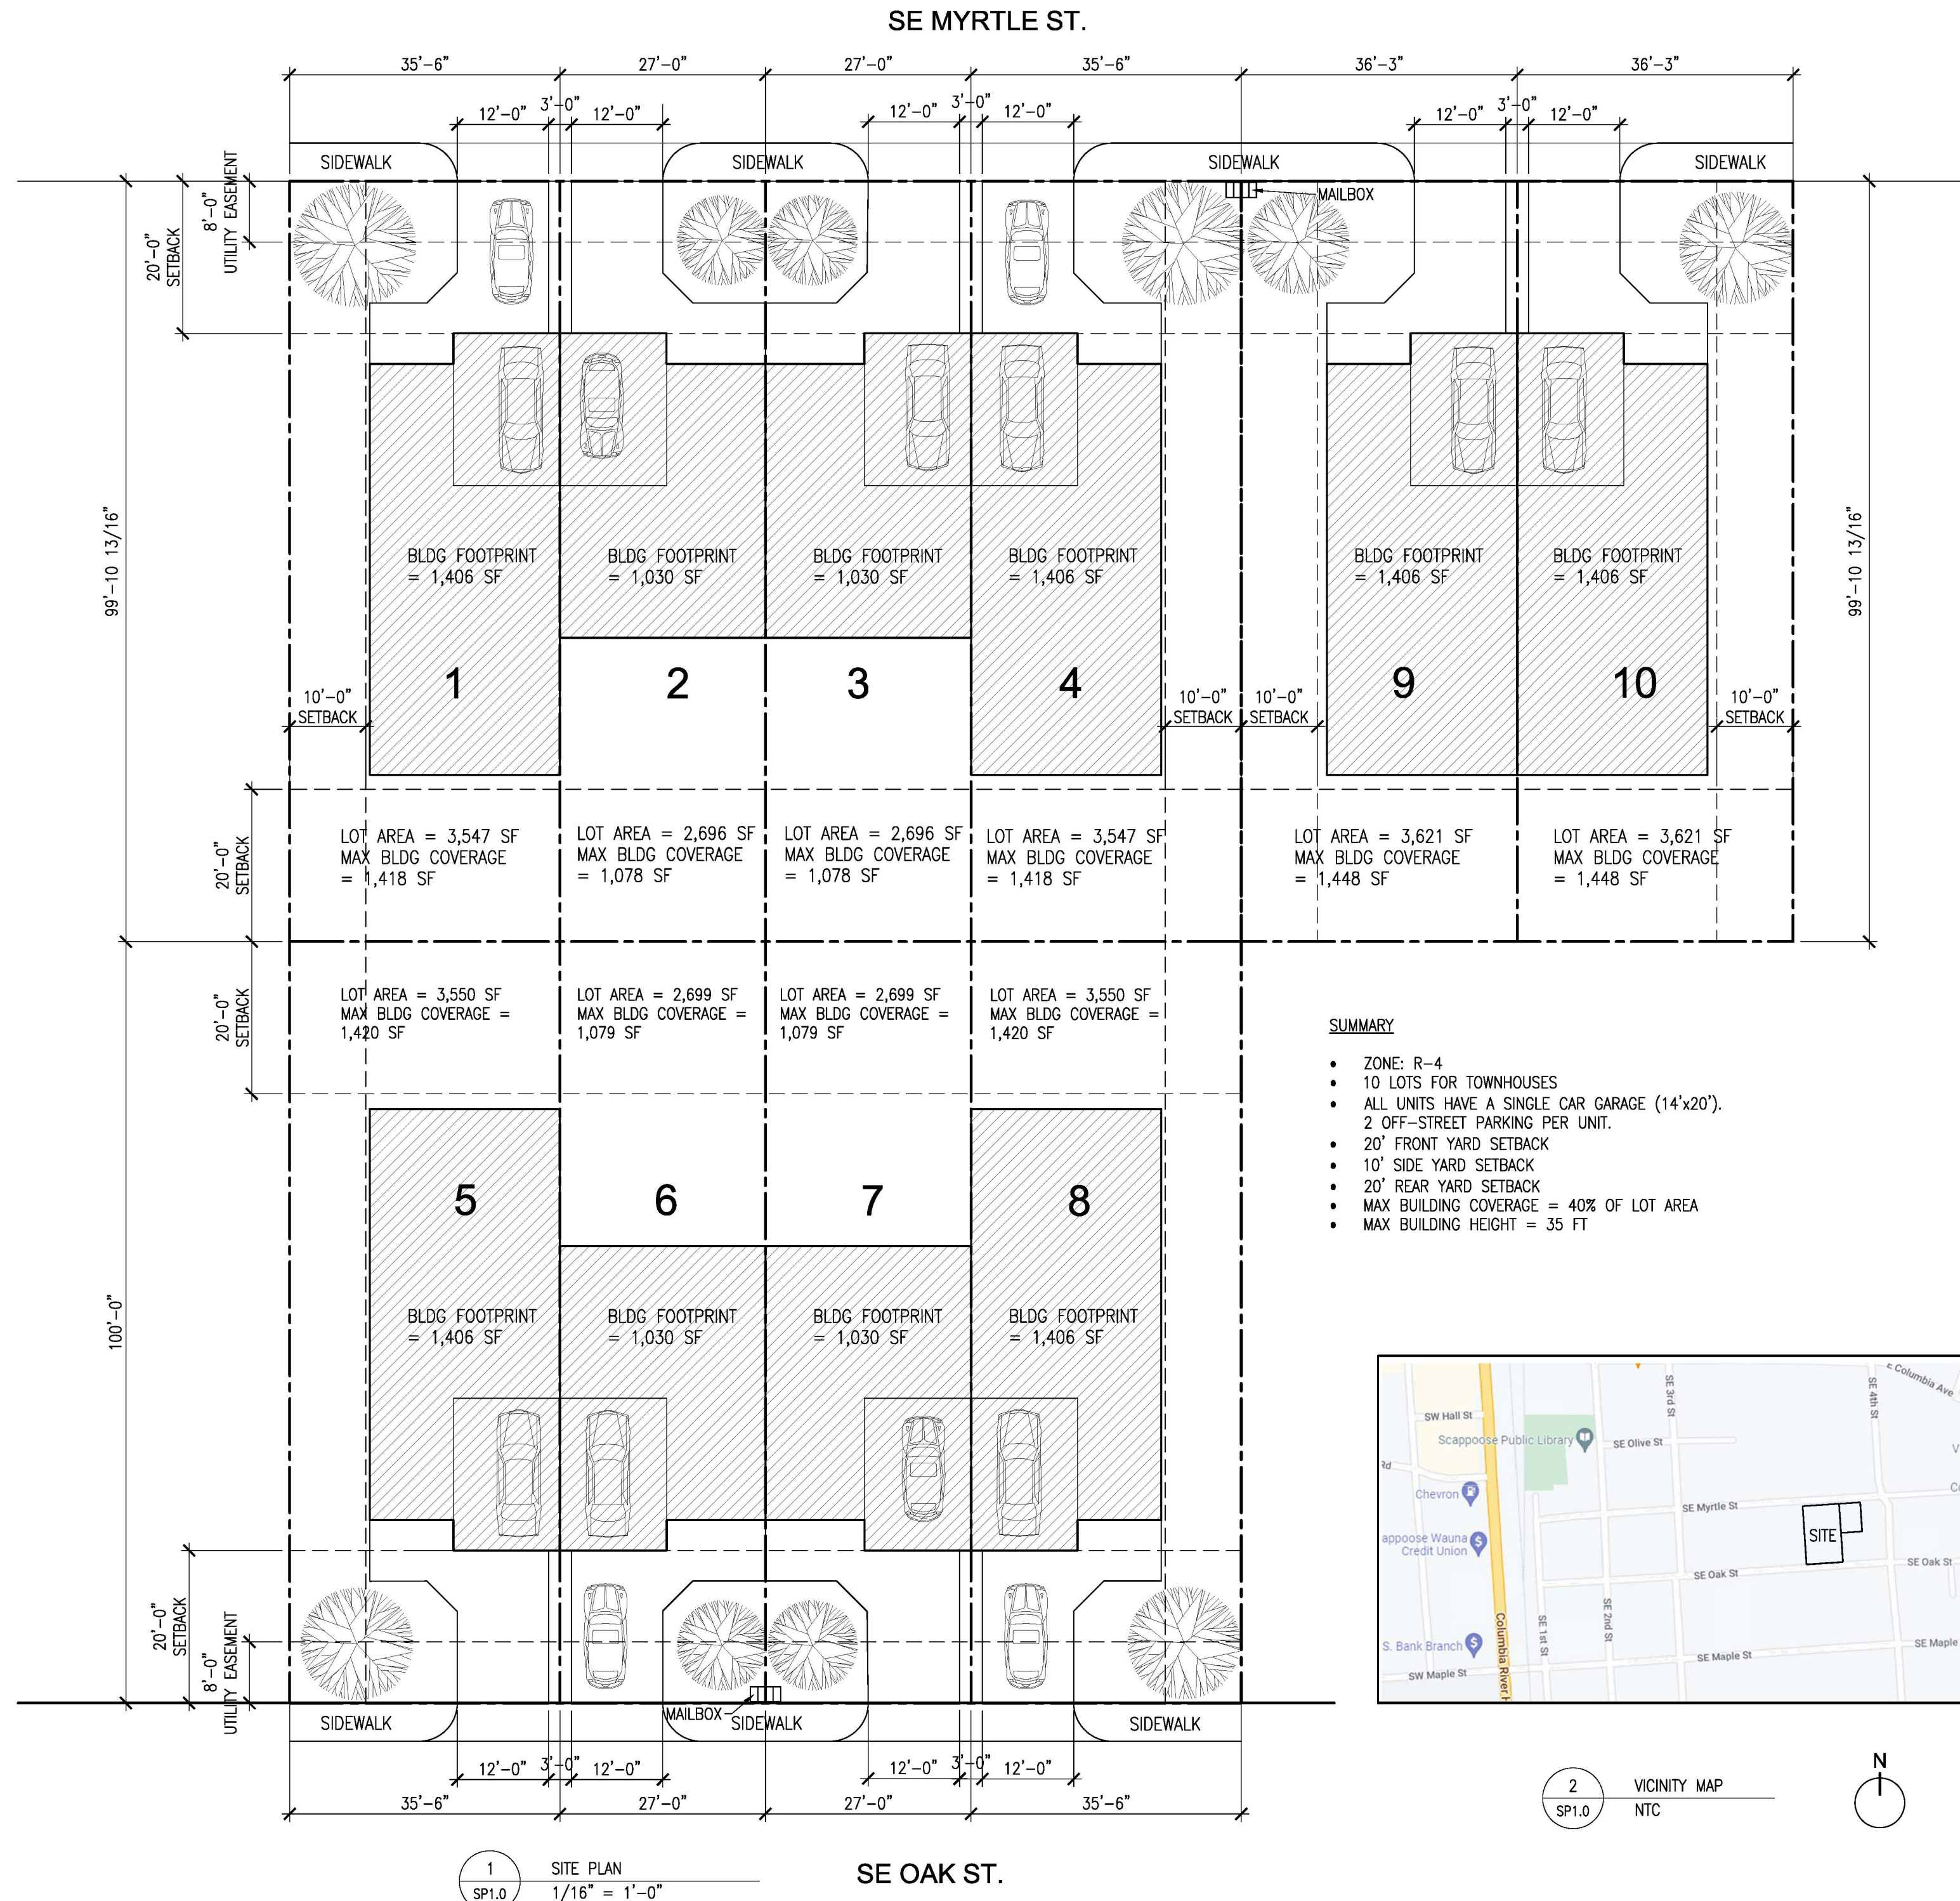 SE MYRTLE ST.
35'-6" 27'-0" 27'-0" 35'-6" 36'-3" 36'-3"
12'-0" 3'-0" 12'-0" 12'-0" 3'-0" 12'-0" 12'-0" 3'-0" 12'-0"
SIDEWALK SIDEWALK SIDEWALK SIDEWALK
MAILBOX
8'-0"
UTILITY EASEMENT
20'-0"
SETBACK
99'-10 13/16"
99'-10 13/16"
BLDG FOOTPRINT
= 1,406 SF
BLDG FOOTPRINT
= 1,030 SF
BLDG FOOTPRINT
= 1,030 SF
BLDG FOOTPRINT
= 1,406 SF
BLDG FOOTPRINT
= 1,406 SF
BLDG FOOTPRINT
= 1,406 SF
1 2 3 4 9 10
10'-0"
SETBACK
10'-0"
SETBACK
10'-0"
SETBACK
10'-0"
SETBACK
20'-0"
SETBACK
LOT AREA = 3,547 SF
MAX BLDG COVERAGE
= 1,418 SF
LOT AREA = 2,696 SF
MAX BLDG COVERAGE
= 1,078 SF
LOT AREA = 2,696 SF
MAX BLDG COVERAGE
= 1,078 SF
LOT AREA = 3,547 SF
MAX BLDG COVERAGE
= 1,418 SF
LOT AREA = 3,621 SF
MAX BLDG COVERAGE
= 1,448 SF
LOT AREA = 3,621 SF
MAX BLDG COVERAGE
= 1,448 SF
20'-0"
SETBACK
LOT AREA = 3,550 SF
MAX BLDG COVERAGE =
1,420 SF
LOT AREA = 2,699 SF
MAX BLDG COVERAGE =
1,079 SF
LOT AREA = 2,699 SF
MAX BLDG COVERAGE =
1,079 SF
LOT AREA = 3,550 SF
MAX BLDG COVERAGE =
1,420 SF
SUMMARY
• ZONE: R-4
• 10 LOTS FOR TOWNHOUSES
• ALL UNITS HAVE A SINGLE CAR GARAGE (14'x20').
2 OFF-STREET PARKING PER UNIT.
• 20' FRONT YARD SETBACK
• 10' SIDE YARD SETBACK
• 20' REAR YARD SETBACK
• MAX BUILDING COVERAGE = 40% OF LOT AREA
• MAX BUILDING HEIGHT = 35 FT
5 6 7 8
100'-0"
BLDG FOOTPRINT
= 1,406 SF
BLDG FOOTPRINT
= 1,030 SF
BLDG FOOTPRINT
= 1,030 SF
BLDG FOOTPRINT
= 1,406 SF
20'-0"
SETBACK
8'-0"
UTILITY EASEMENT
MAILBOX
SIDEWALK SIDEWALK SIDEWALK
12'-0" 3'-0" 12'-0" 12'-0" 3'-0" 12'-0"
35'-6" 27'-0" 27'-0" 35'-6"
1
SP1.0
SITE PLAN
1/16" = 1'-0"
SE OAK ST.
E Columbia Ave
SE 3rd St
SE 4th St
SW Hall St
Scappoose Public Library
SE Olive St
Rd
Chevron
SE Myrtle St
appoose Wauna
Credit Union
SITE
SE Oak St
SE Oak St
SE 2nd St
SE 1st St
Columbia River H
S. Bank Branch
SE Maple St
SE Maple
SW Maple St
2
SP1.0
VICINITY MAP
NTC
N